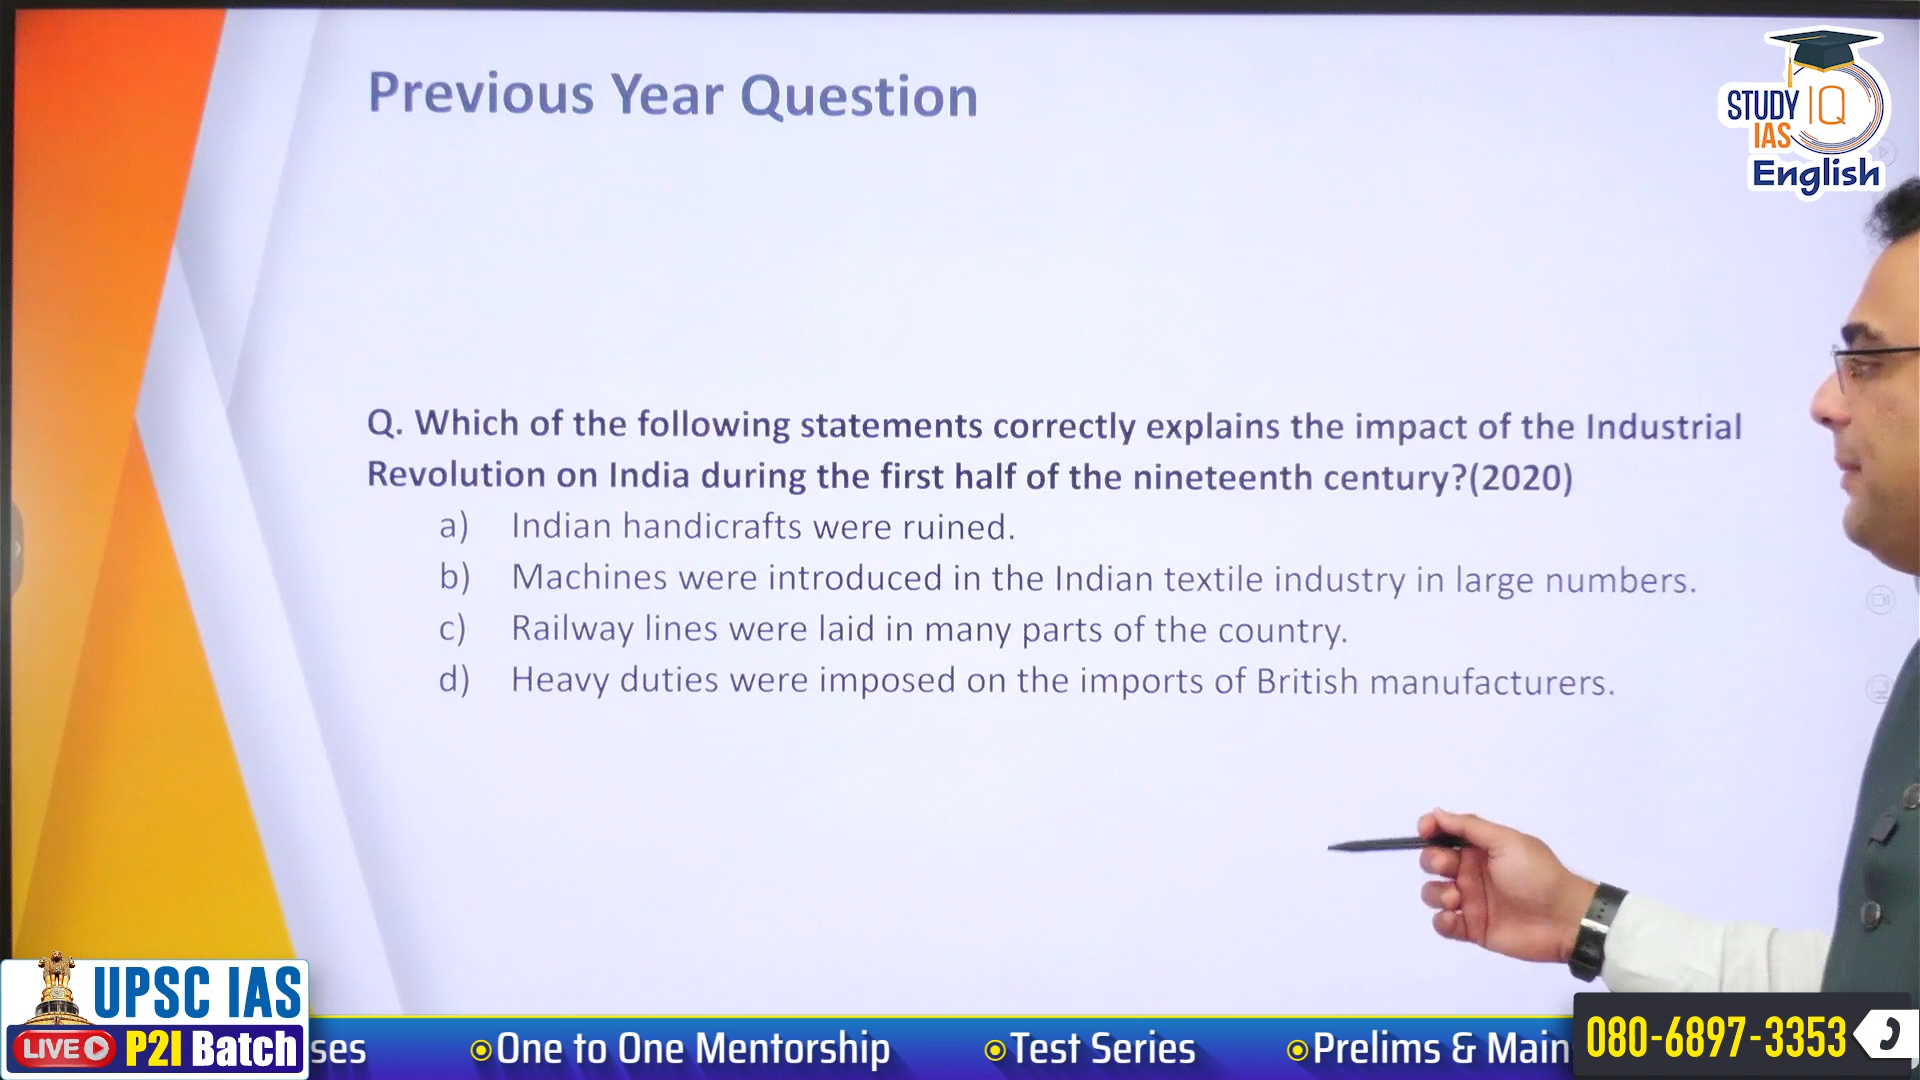 Previous Year Question
STUDY IQ
IAS
English
Q. Which of the following statements correctly explains the impact of the Industrial
Revolution on India during the first half of the nineteenth century?(2020)
a) Indian handicrafts were ruined.
b) Machines were introduced in the Indian textile industry in large numbers.
c) Railway lines were laid in many parts of the country.
d) Heavy duties were imposed on the imports of British manufacturers.
UPSC IAS
LIVE P2I Batch
ses One to One Mentorship Test Series Prelims & Main
080-6897-3353